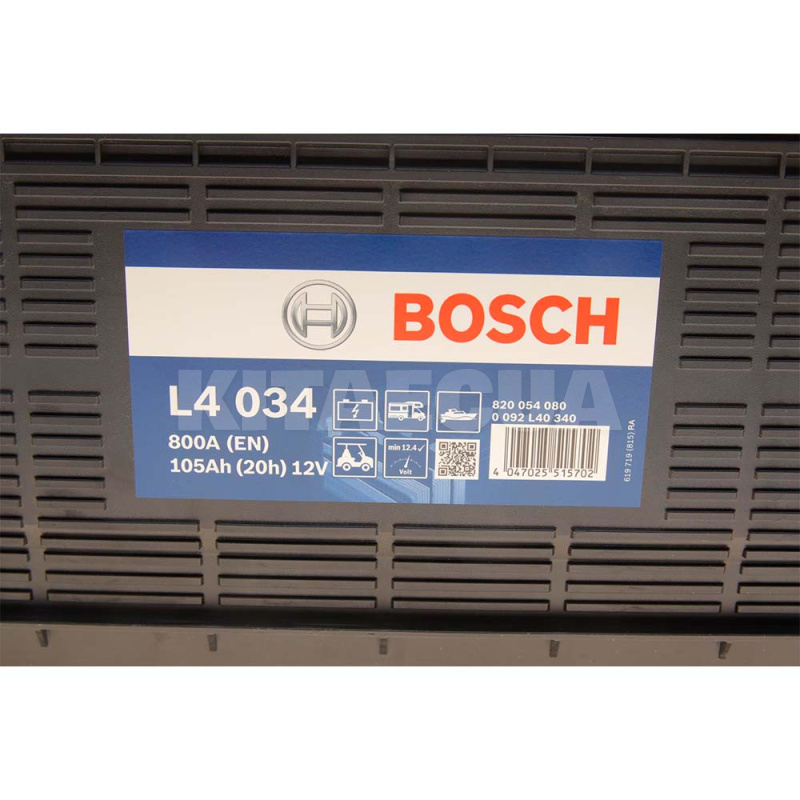 BOSCH
L4 034
800A (EN)
105Ah (20h) 12V
min 12.4 ✓
Volt
820 054 080
0 092 L40 340
4 047025 515702
619 719 (815) RA
KITAECUA